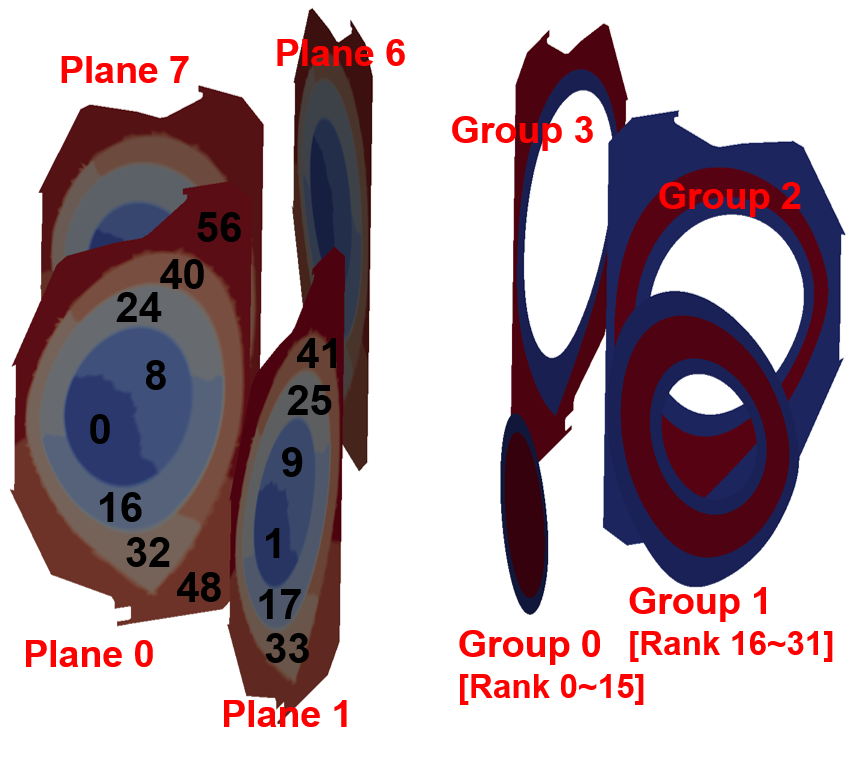 Plane 7
Plane 6
56
40
24
8
0
16
32
48
41
25
9
1
17
33
Plane 0
Plane 1
Group 3
Group 2
Group 1
[Rank 16~31]
Group 0
[Rank 0~15]